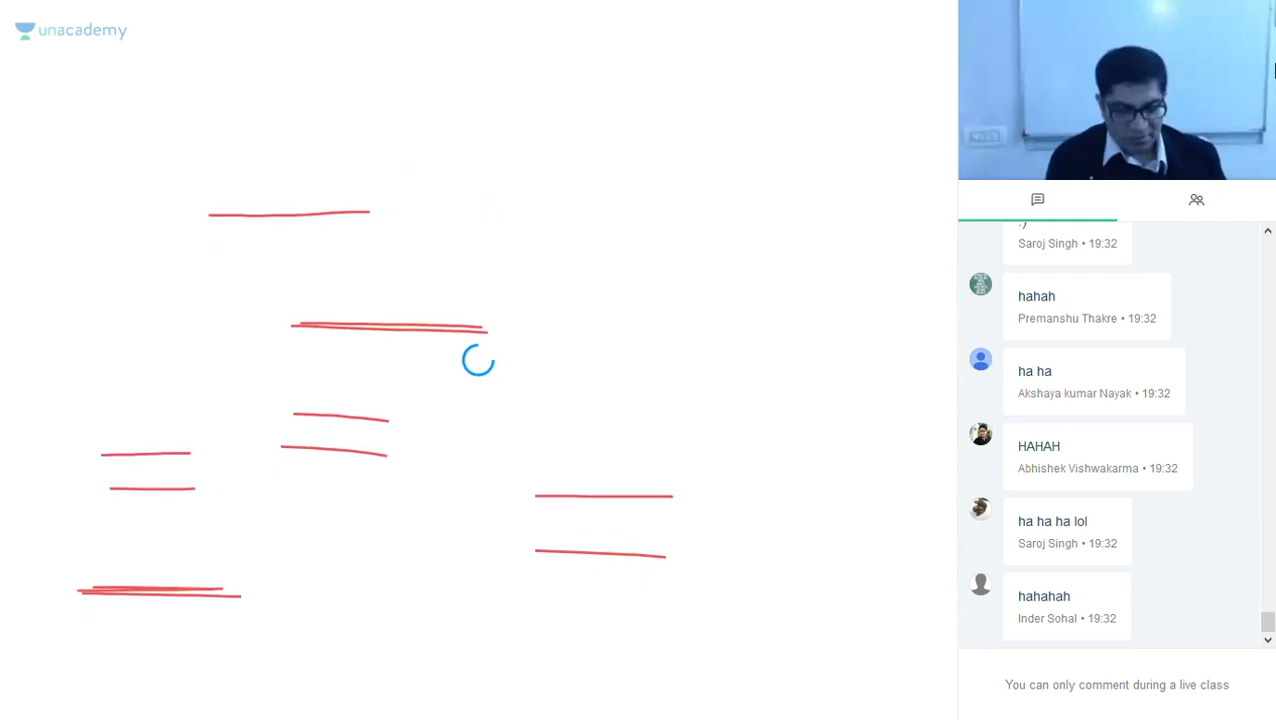 unacademy
:)
Saroj Singh • 19:32
hahah
Premanshu Thakre • 19:32
ha ha
Akshaya kumar Nayak • 19:32
HAHAH
Abhishek Vishwakarma • 19:32
ha ha ha lol
Saroj Singh • 19:32
hahahah
Inder Sohal • 19:32
You can only comment during a live class